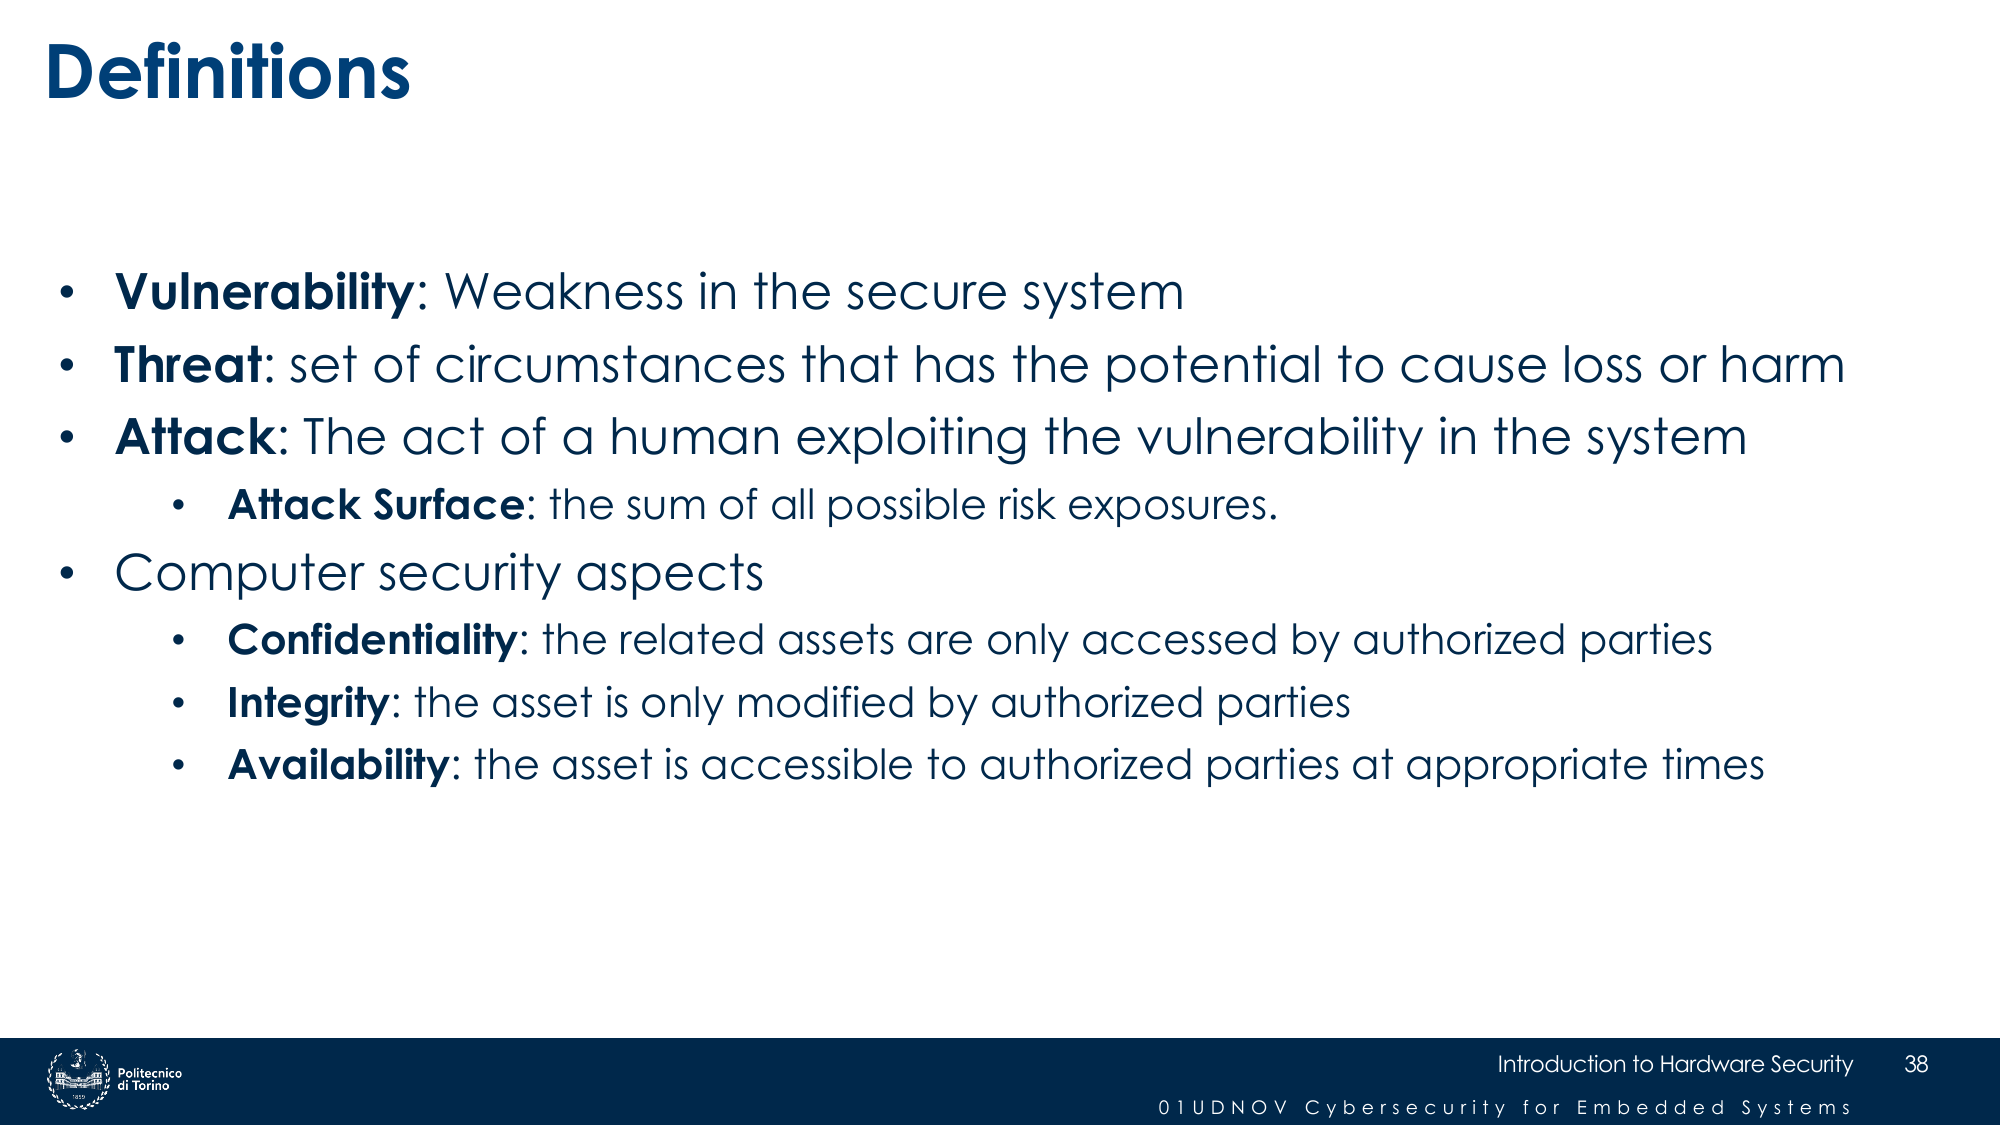 Definitions
• Vulnerability: Weakness in the secure system
• Threat: set of circumstances that has the potential to cause loss or harm
• Attack: The act of a human exploiting the vulnerability in the system
• Attack Surface: the sum of all possible risk exposures.
• Computer security aspects
• Confidentiality: the related assets are only accessed by authorized parties
• Integrity: the asset is only modified by authorized parties
• Availability: the asset is accessible to authorized parties at appropriate times
Politecnico
di Torino
1859
Introduction to Hardware Security 38
01UDNOV Cybersecurity for Embedded Systems